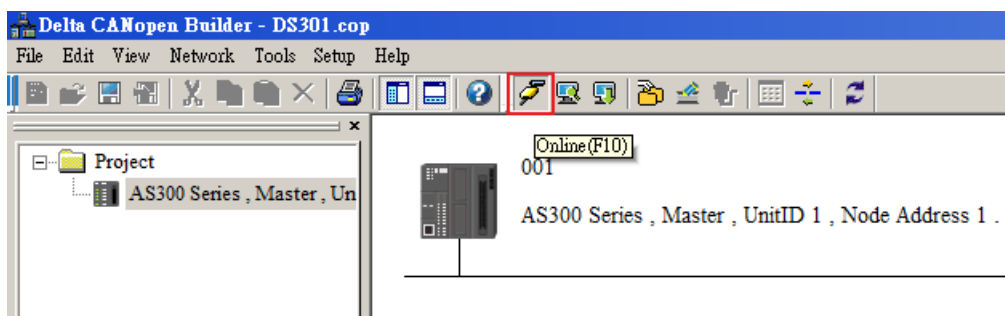 Delta CANopen Builder - DS301.cop
File Edit View Network Tools Setup Help
Online(F10)
Project
001
AS300 Series , Master , Un
AS300 Series , Master , UnitID 1 , Node Address 1 .